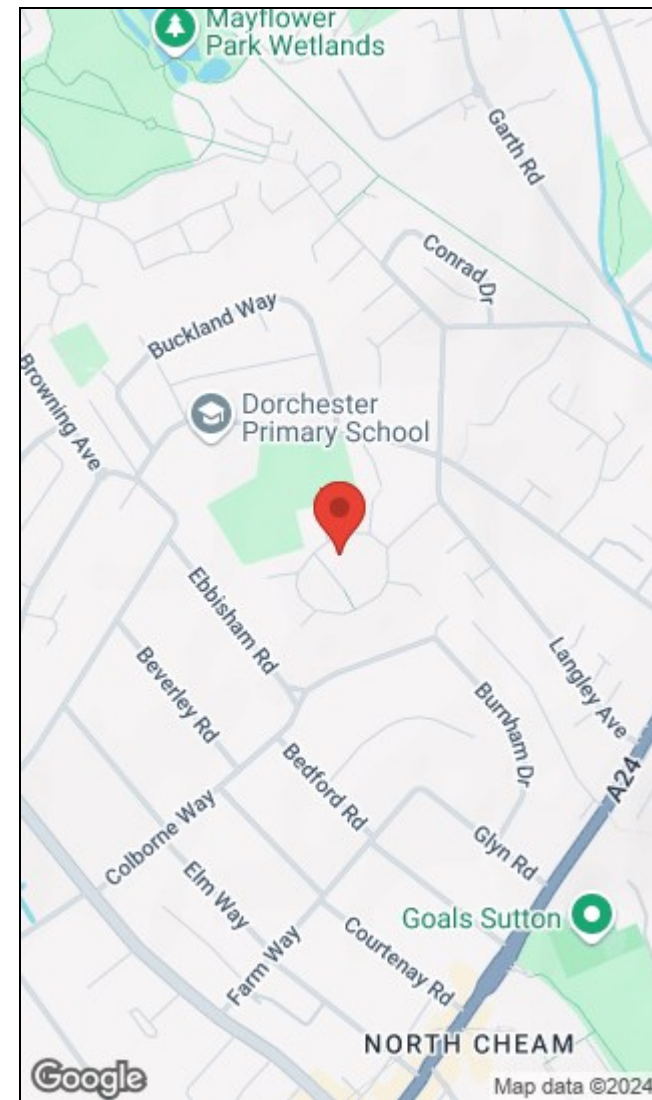 Mayflower
Park Wetlands
Garth Rd
Conrad Dr
Buckland Way
Browning Ave
Dorchester
Primary School
Ebbisham Rd
Beverley Rd
Langley Ave
Burnham Dr
A24
Bedford Rd
Colborne Way
Glyn Rd
Elm Way
Goals Sutton
Courtenay Rd
Farm Way
NORTH CHEAM
Google
Map data ©2024